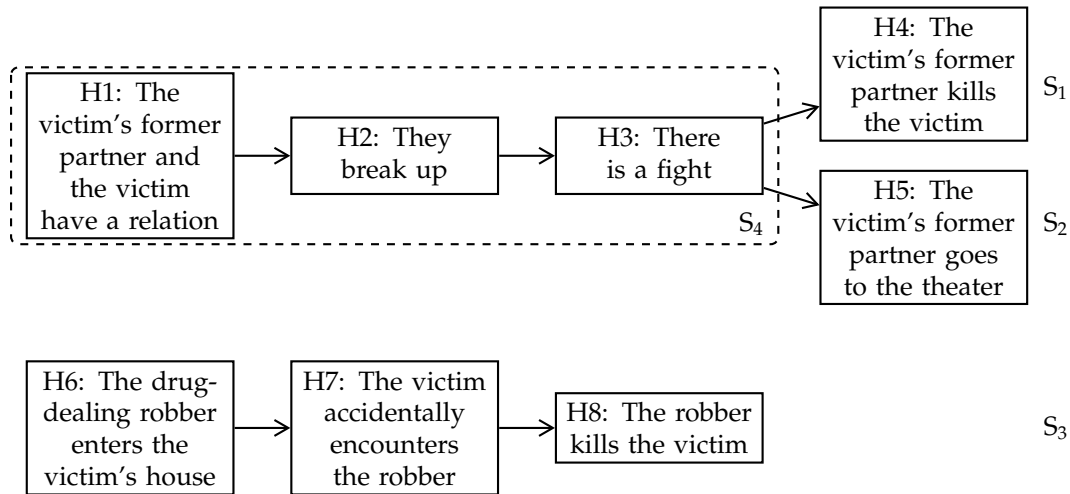 H1: The
victim's former
partner and
the victim
have a relation
H2: They
break up
H3: There
is a fight
S4
H4: The
victim's former
partner kills
the victim
S1
H5: The
victim's former
partner goes
to the theater
S2
H6: The drug-
dealing robber
enters the
victim's house
H7: The victim
accidentally
encounters
the robber
H8: The robber
kills the victim
S3